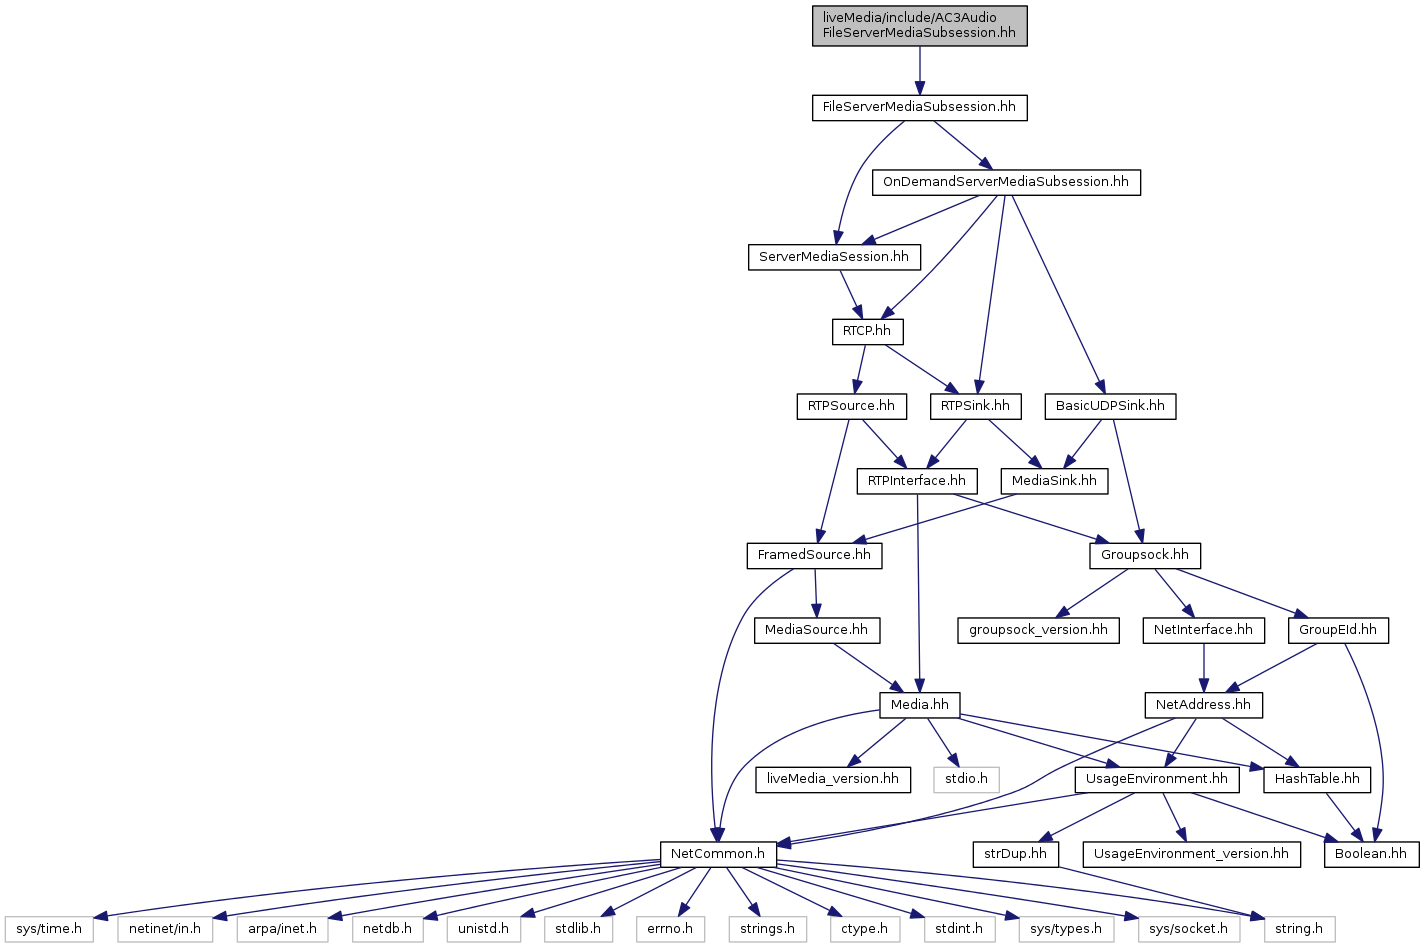 liveMedia/include/AC3Audio
FileServerMediaSubsession.hh
FileServerMediaSubsession.hh
OnDemandServerMediaSubsession.hh
ServerMediaSession.hh
RTCP.hh
RTPSource.hh
RTPSink.hh
BasicUDPSink.hh
RTPInterface.hh
MediaSink.hh
FramedSource.hh
Groupsock.hh
MediaSource.hh
groupsock_version.hh
NetInterface.hh
GroupEId.hh
Media.hh
NetAddress.hh
liveMedia_version.hh
stdio.h
UsageEnvironment.hh
HashTable.hh
NetCommon.h
strDup.hh
UsageEnvironment_version.hh
Boolean.hh
sys/time.h
netinet/in.h
arpa/inet.h
netdb.h
unistd.h
stdlib.h
errno.h
strings.h
ctype.h
stdint.h
sys/types.h
sys/socket.h
string.h